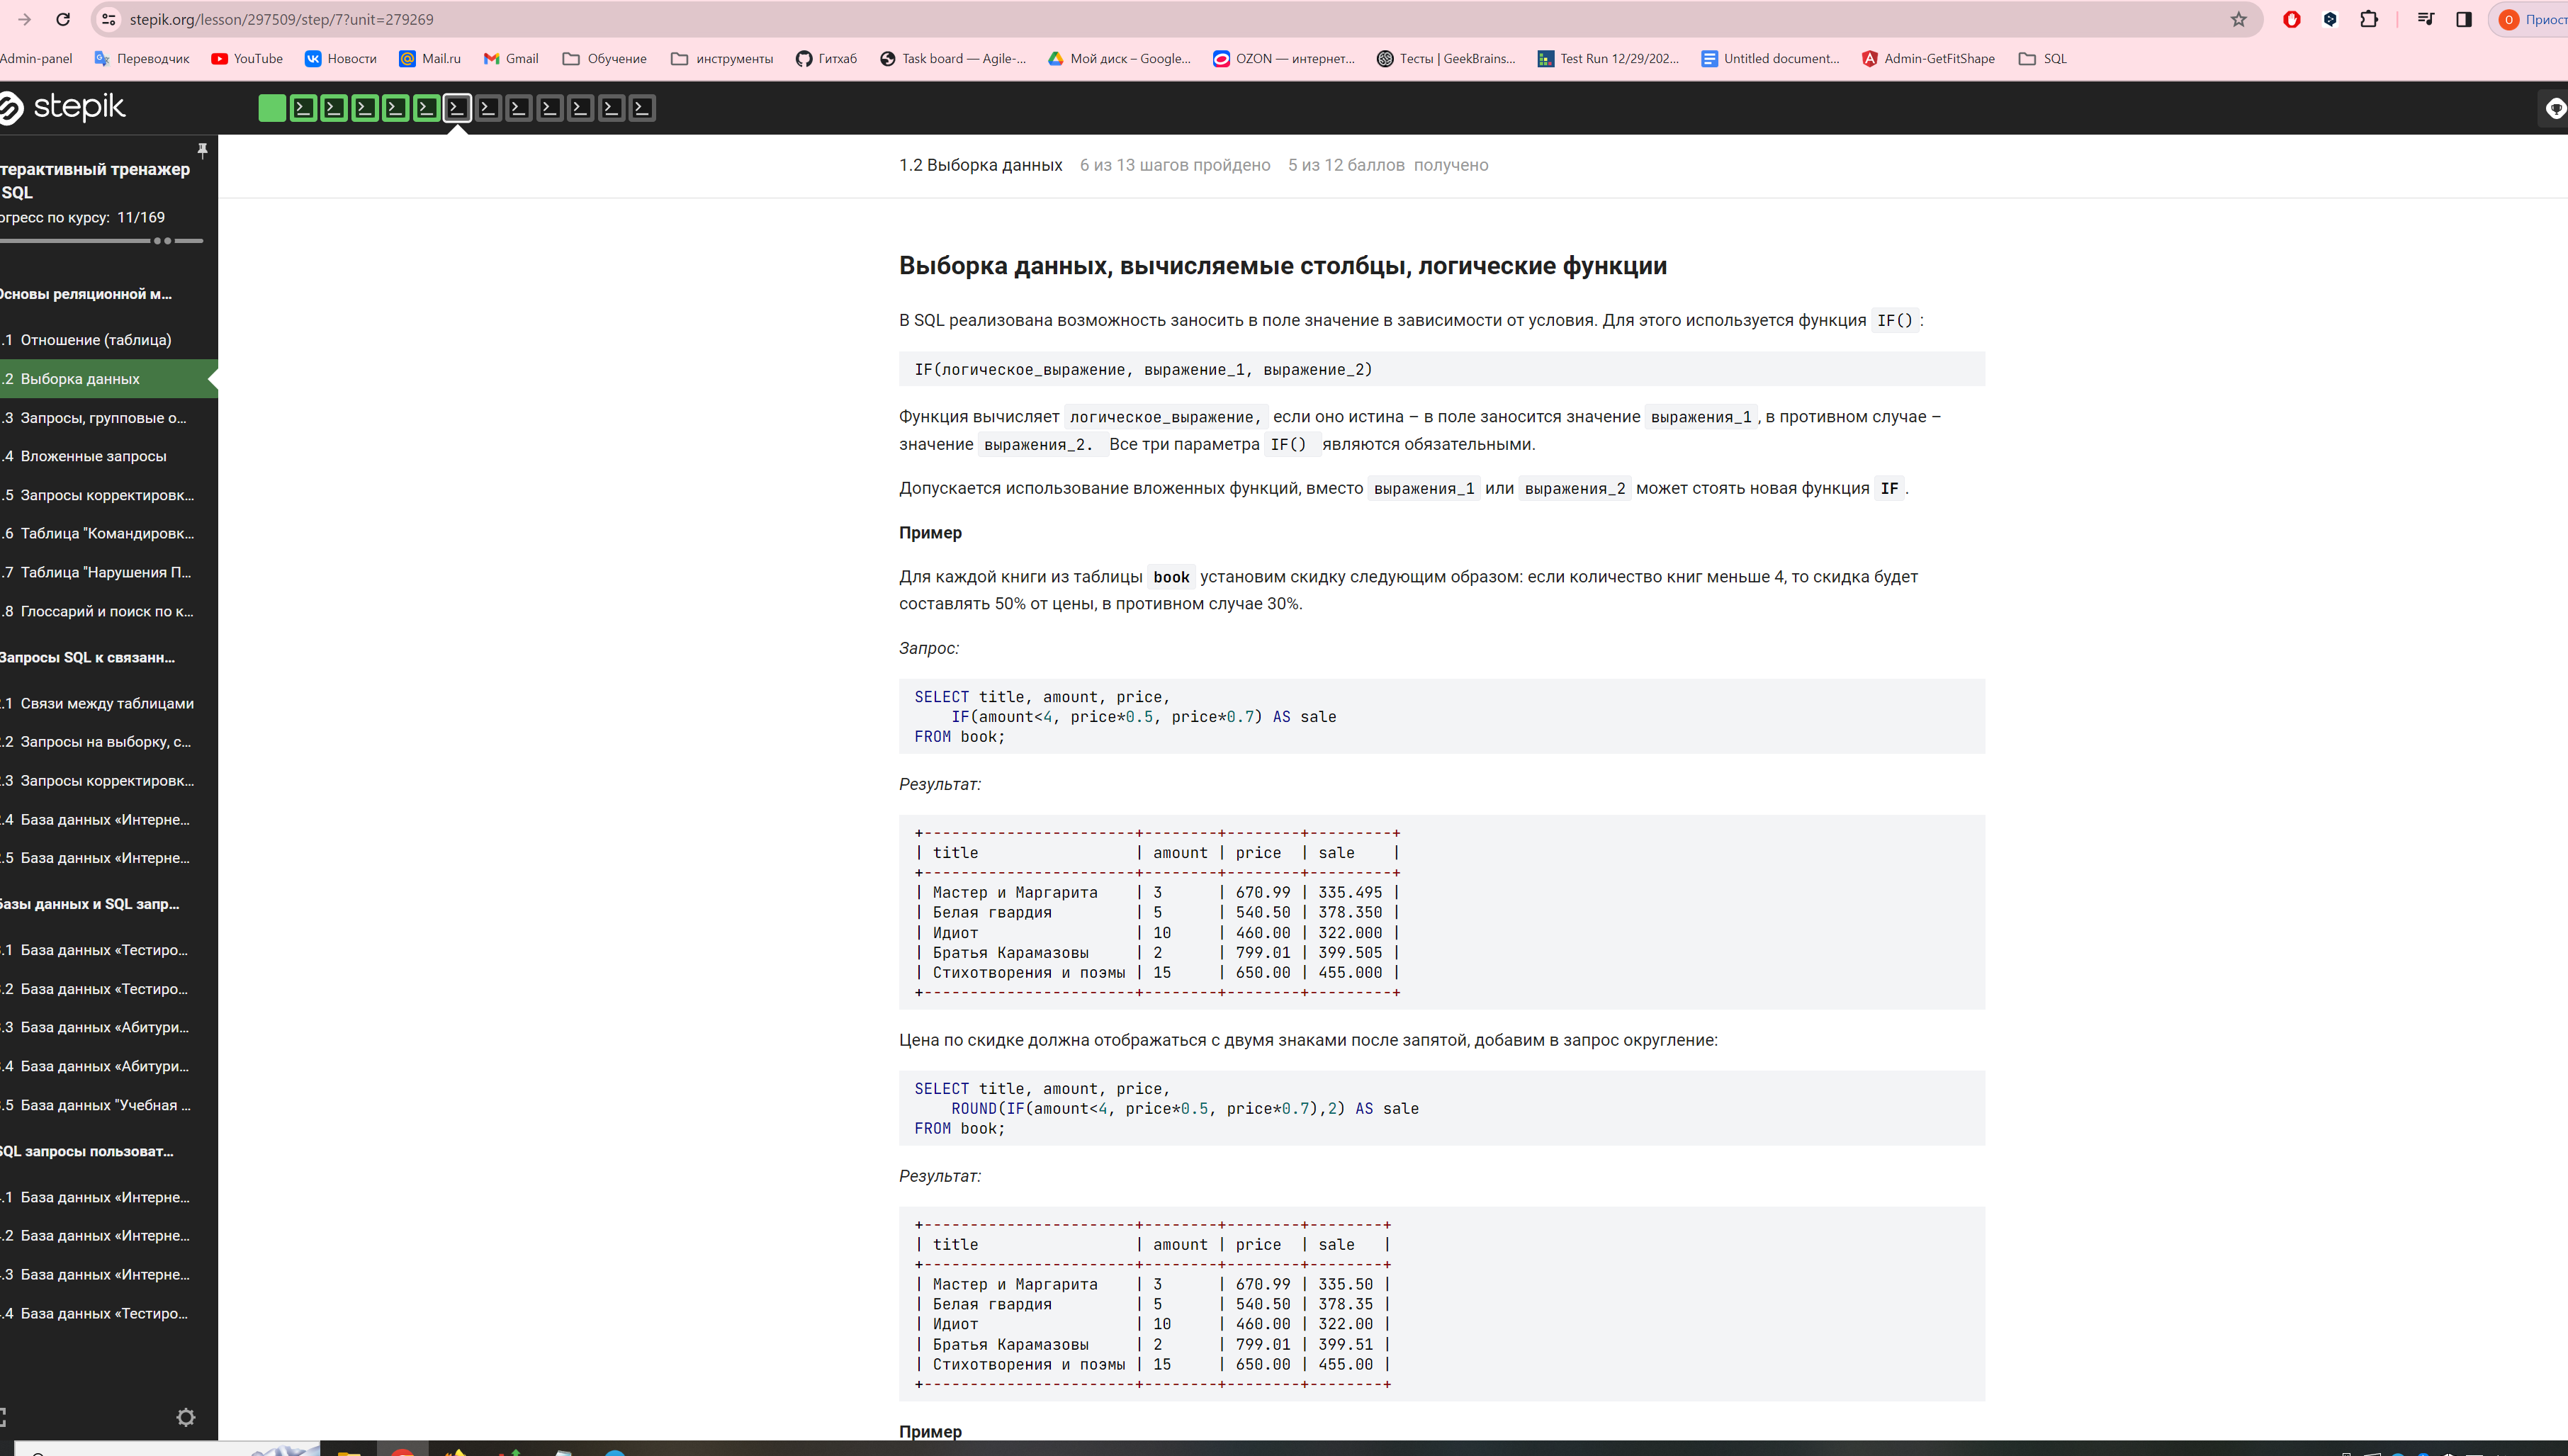 stepik.org/lesson/297509/step/7?unit=279269
Приост
Admin-panel Переводчик YouTube Новости Mail.ru Gmail Обучение инструменты Гитхаб Task board — Agile-... Мой диск – Google... OZON — интернет... Тесты | GeekBrains... Test Run 12/29/202... Untitled document... Admin-GetFitShape SQL
stepik
терактивный тренажер
SQL
огресс по курсу: 11/169
Основы реляционной м...
.1 Отношение (таблица)
.2 Выборка данных
.3 Запросы, групповые о...
.4 Вложенные запросы
.5 Запросы корректировк...
.6 Таблица "Командировк...
.7 Таблица "Нарушения П...
.8 Глоссарий и поиск по к...
Запросы SQL к связанн...
.1 Связи между таблицами
.2 Запросы на выборку, с...
.3 Запросы корректировк...
.4 База данных «Интерне...
.5 База данных «Интерне...
Базы данных и SQL запр...
.1 База данных «Тестиро...
.2 База данных «Тестиро...
.3 База данных «Абитури...
.4 База данных «Абитури...
.5 База данных "Учебная ...
SQL запросы пользоват...
.1 База данных «Интерне...
.2 База данных «Интерне...
.3 База данных «Интерне...
.4 База данных «Тестиро...
1.2 Выборка данных 6 из 13 шагов пройдено 5 из 12 баллов получено
Выборка данных, вычисляемые столбцы, логические функции
В SQL реализована возможность заносить в поле значение в зависимости от условия. Для этого используется функция IF():
IF(логическое_выражение, выражение_1, выражение_2)
Функция вычисляет логическое_выражение, если оно истина – в поле заносится значение выражения_1, в противном случае –
значение выражения_2. Все три параметра IF() являются обязательными.
Допускается использование вложенных функций, вместо выражения_1 или выражения_2 может стоять новая функция IF.
Пример
Для каждой книги из таблицы book установим скидку следующим образом: если количество книг меньше 4, то скидка будет
составлять 50% от цены, в противном случае 30%.
Запрос:
SELECT title, amount, price,
IF(amount<4, price*0.5, price*0.7) AS sale
FROM book;
Результат:
+-----------------------+--------+--------+---------+
| title                 | amount | price  | sale    |
+-----------------------+--------+--------+---------+
| Мастер и Маргарита    | 3      | 670.99 | 335.495 |
| Белая гвардия         | 5      | 540.50 | 378.350 |
| Идиот                 | 10     | 460.00 | 322.000 |
| Братья Карамазовы     | 2      | 799.01 | 399.505 |
| Стихотворения и поэмы | 15     | 650.00 | 455.000 |
+-----------------------+--------+--------+---------+
Цена по скидке должна отображаться с двумя знаками после запятой, добавим в запрос округление:
SELECT title, amount, price,
ROUND(IF(amount<4, price*0.5, price*0.7),2) AS sale
FROM book;
Результат:
+-----------------------+--------+--------+--------+
| title                 | amount | price  | sale   |
+-----------------------+--------+--------+--------+
| Мастер и Маргарита    | 3      | 670.99 | 335.50 |
| Белая гвардия         | 5      | 540.50 | 378.35 |
| Идиот                 | 10     | 460.00 | 322.00 |
| Братья Карамазовы     | 2      | 799.01 | 399.51 |
| Стихотворения и поэмы | 15     | 650.00 | 455.00 |
+-----------------------+--------+--------+--------+
Пример